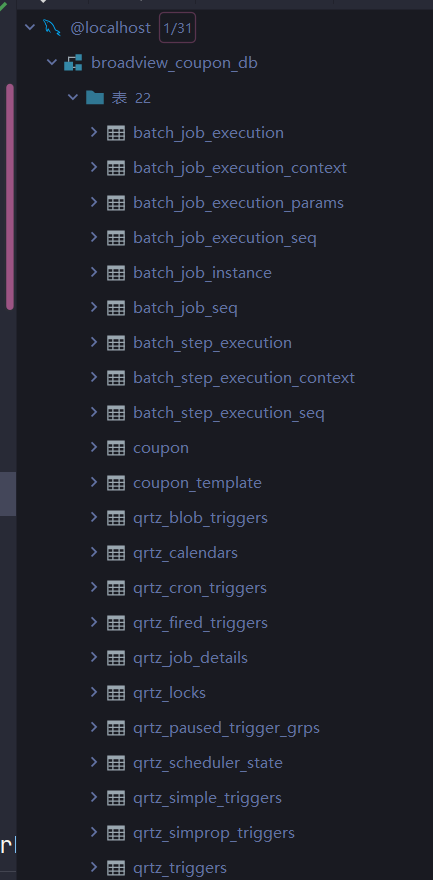 @localhost 1/31
broadview_coupon_db
表 22
batch_job_execution
batch_job_execution_context
batch_job_execution_params
batch_job_execution_seq
batch_job_instance
batch_job_seq
batch_step_execution
batch_step_execution_context
batch_step_execution_seq
coupon
coupon_template
qrtz_blob_triggers
qrtz_calendars
qrtz_cron_triggers
qrtz_fired_triggers
qrtz_job_details
qrtz_locks
qrtz_paused_trigger_grps
qrtz_scheduler_state
qrtz_simple_triggers
qrtz_simprop_triggers
qrtz_triggers